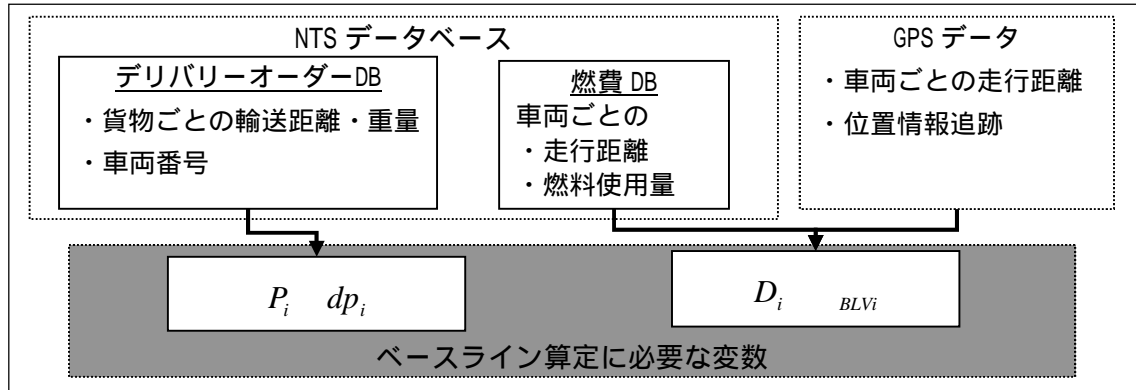 NTS データベース
デリバリーオーダーDB
・貨物ごとの輸送距離・重量
・車両番号
燃費 DB
車両ごとの
・走行距離
・燃料使用量
GPS データ
・車両ごとの走行距離
・位置情報追跡
P_i dp_i
D_i BLVi
ベースライン算定に必要な変数